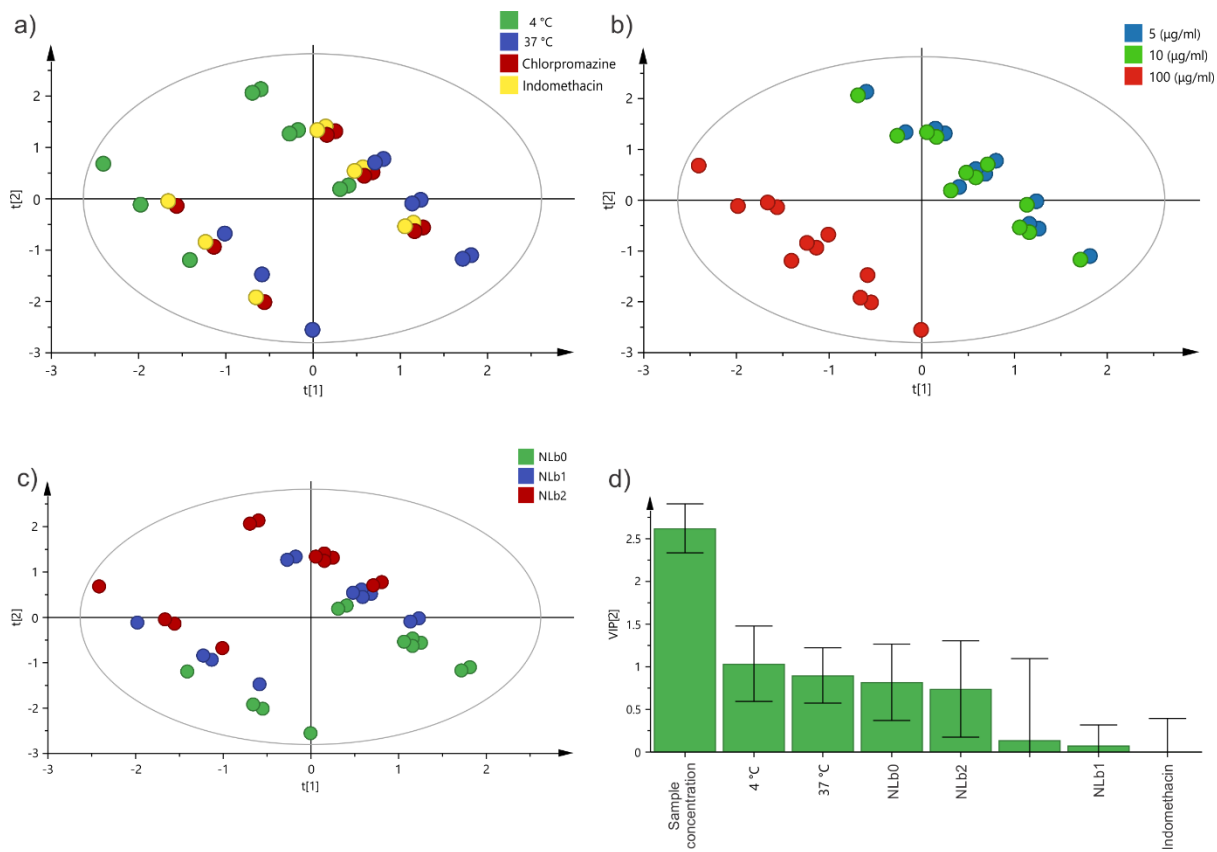 a)
4 °C
37 °C
Chlorpromazine
Indomethacin
2
1
0
-1
-2
-3
t[2]
-3 -2 -1 0 1 2
t[1]
b)
5 (µg/ml)
10 (µg/ml)
100 (µg/ml)
2
1
0
-1
-2
-3
t[2]
-3 -2 -1 0 1 2
t[1]
c)
NLb0
NLb1
NLb2
2
1
0
-1
-2
-3
t[2]
-3 -2 -1 0 1 2
t[1]
d)
2.5
2
1.5
1
0.5
0
VIP[2]
Sample
concentration
4 °C
37 °C
NLb0
NLb2
NLb1
Indomethacin